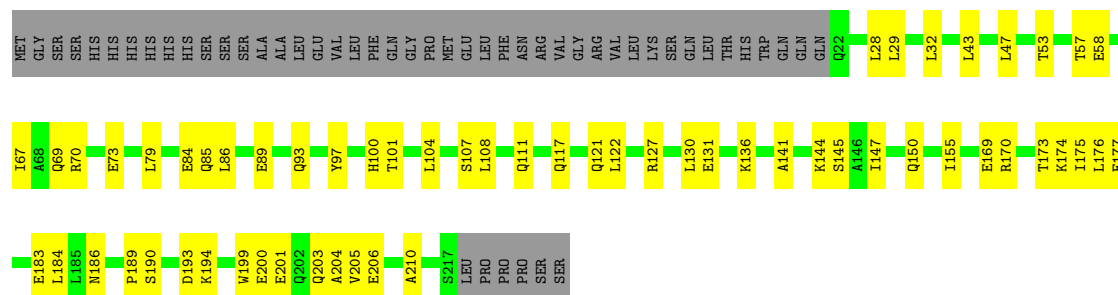 MET GLY SER SER HIS HIS HIS HIS HIS HIS SER SER SER ALA ALA LEU GLU VAL LEU PHE GLN GLY PRO MET GLU LEU PHE ASN ARG VAL GLY ARG VAL LEU LYS SER GLN LEU THR HIS TRP GLN GLN GLN Q22 L28 L29 L32 L43 L47 T53 T57 E58
I67 A68 Q69 R70 E73 L79 E84 Q85 L86 E89 Q93 Y97 H100 T101 L104 S107 L108 Q111 Q117 Q121 L122 R127 L130 E131 K136 A141 K144 S145 A146 I147 Q150 I155 E169 R170 T173 K174 I175 L176
E183 L184 L185 N186 P189 S190 D193 K194 W199 E200 E201 Q202 Q203 A204 V205 E206 A210 S217 LEU PRO PRO PRO SER SER